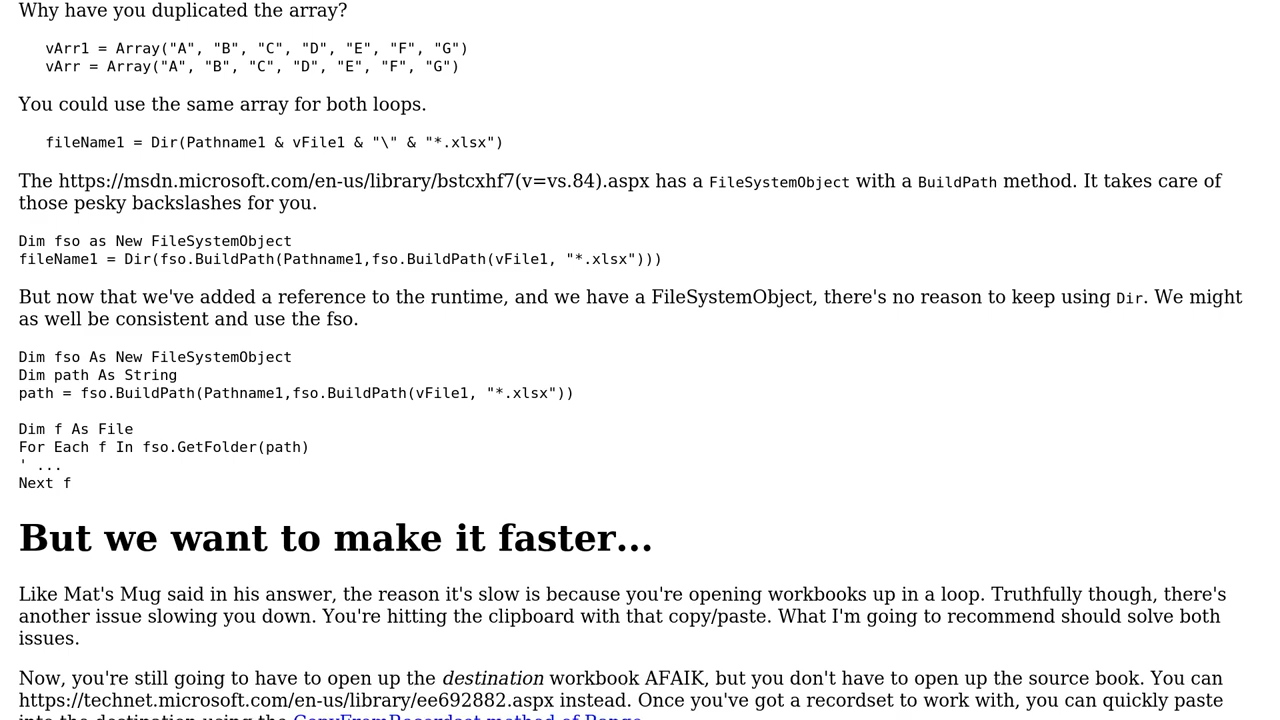 Why have you duplicated the array?
vArr1 = Array("A", "B", "C", "D", "E", "F", "G")
vArr = Array("A", "B", "C", "D", "E", "F", "G")
You could use the same array for both loops.
fileName1 = Dir(Pathname1 & vFile1 & "\" & "*.xlsx")
The https://msdn.microsoft.com/en-us/library/bstcxhf7(v=vs.84).aspx has a FileSystemObject with a BuildPath method. It takes care of
those pesky backslashes for you.
Dim fso as New FileSystemObject
fileName1 = Dir(fso.BuildPath(Pathname1,fso.BuildPath(vFile1, "*.xlsx")))
But now that we've added a reference to the runtime, and we have a FileSystemObject, there's no reason to keep using Dir. We might
as well be consistent and use the fso.
Dim fso As New FileSystemObject
Dim path As String
path = fso.BuildPath(Pathname1,fso.BuildPath(vFile1, "*.xlsx"))
Dim f As File
For Each f In fso.GetFolder(path)
' ...
Next f
But we want to make it faster...
Like Mat's Mug said in his answer, the reason it's slow is because you're opening workbooks up in a loop. Truthfully though, there's
another issue slowing you down. You're hitting the clipboard with that copy/paste. What I'm going to recommend should solve both
issues.
Now, you're still going to have to open up the destination workbook AFAIK, but you don't have to open up the source book. You can
https://technet.microsoft.com/en-us/library/ee692882.aspx instead. Once you've got a recordset to work with, you can quickly paste
into the destination using the CopyFromRecordset method of Range.